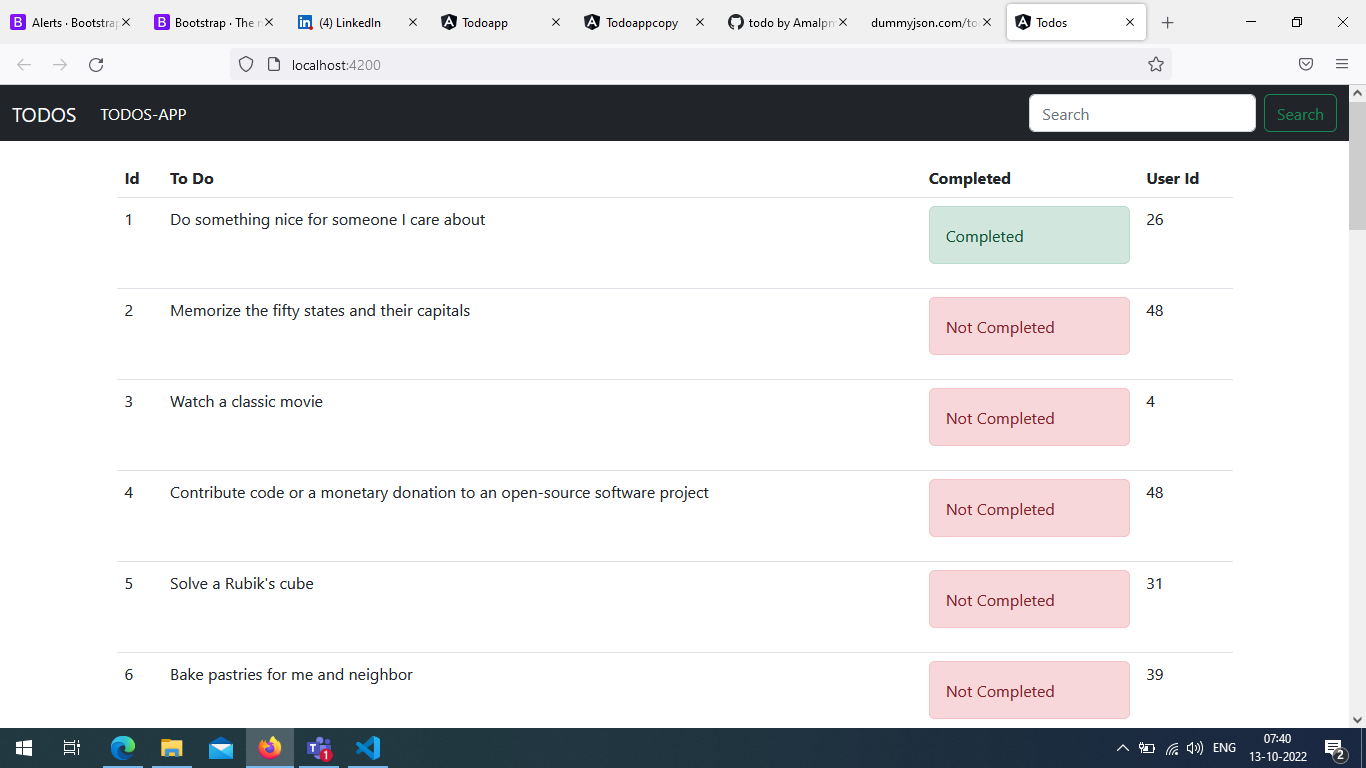 Alerts · Bootstrap
Bootstrap · The m
(4) LinkedIn
Todoapp
Todoappcopy
todo by Amalpn
dummyjson.com/to
Todos
localhost:4200
TODOS TODOS-APP Search Search
Id To Do Completed User Id
1 Do something nice for someone I care about Completed 26
2 Memorize the fifty states and their capitals Not Completed 48
3 Watch a classic movie Not Completed 4
4 Contribute code or a monetary donation to an open-source software project Not Completed 48
5 Solve a Rubik's cube Not Completed 31
6 Bake pastries for me and neighbor Not Completed 39
1
ENG
07:40
13-10-2022
2